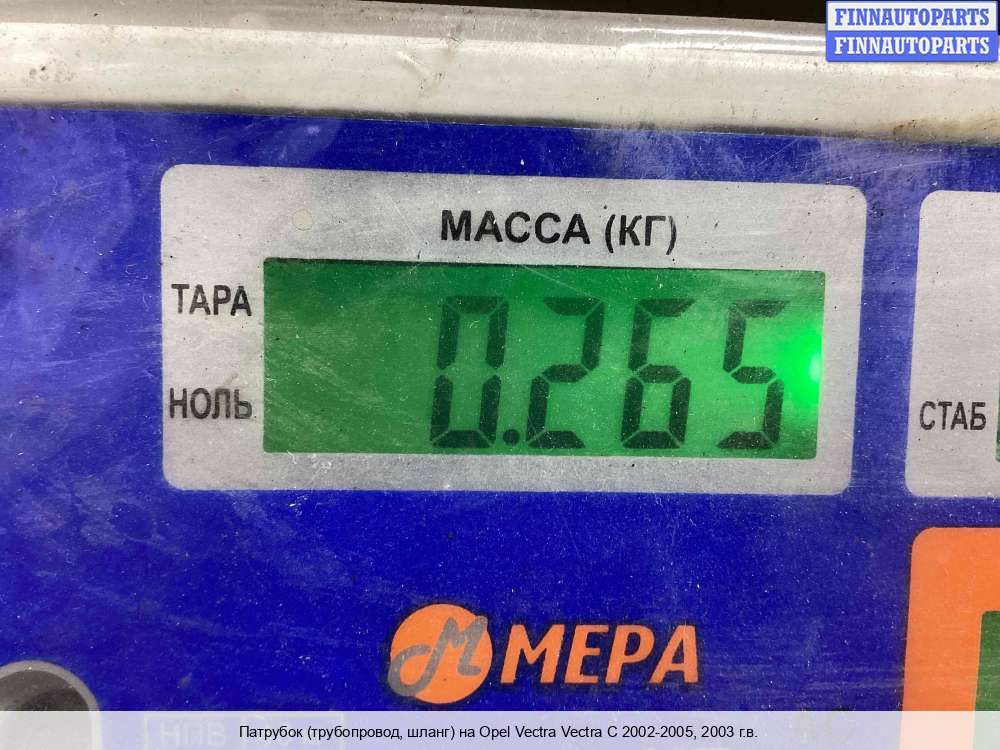 FINNAUTOPARTS
FINNAUTOPARTS
МАССА (КГ)
ТАРА
0.265
НОЛЬ
СТАБ
МЕРА
НПВ
Патрубок (трубопровод, шланг) на Opel Vectra Vectra C 2002-2005, 2003 г.в.